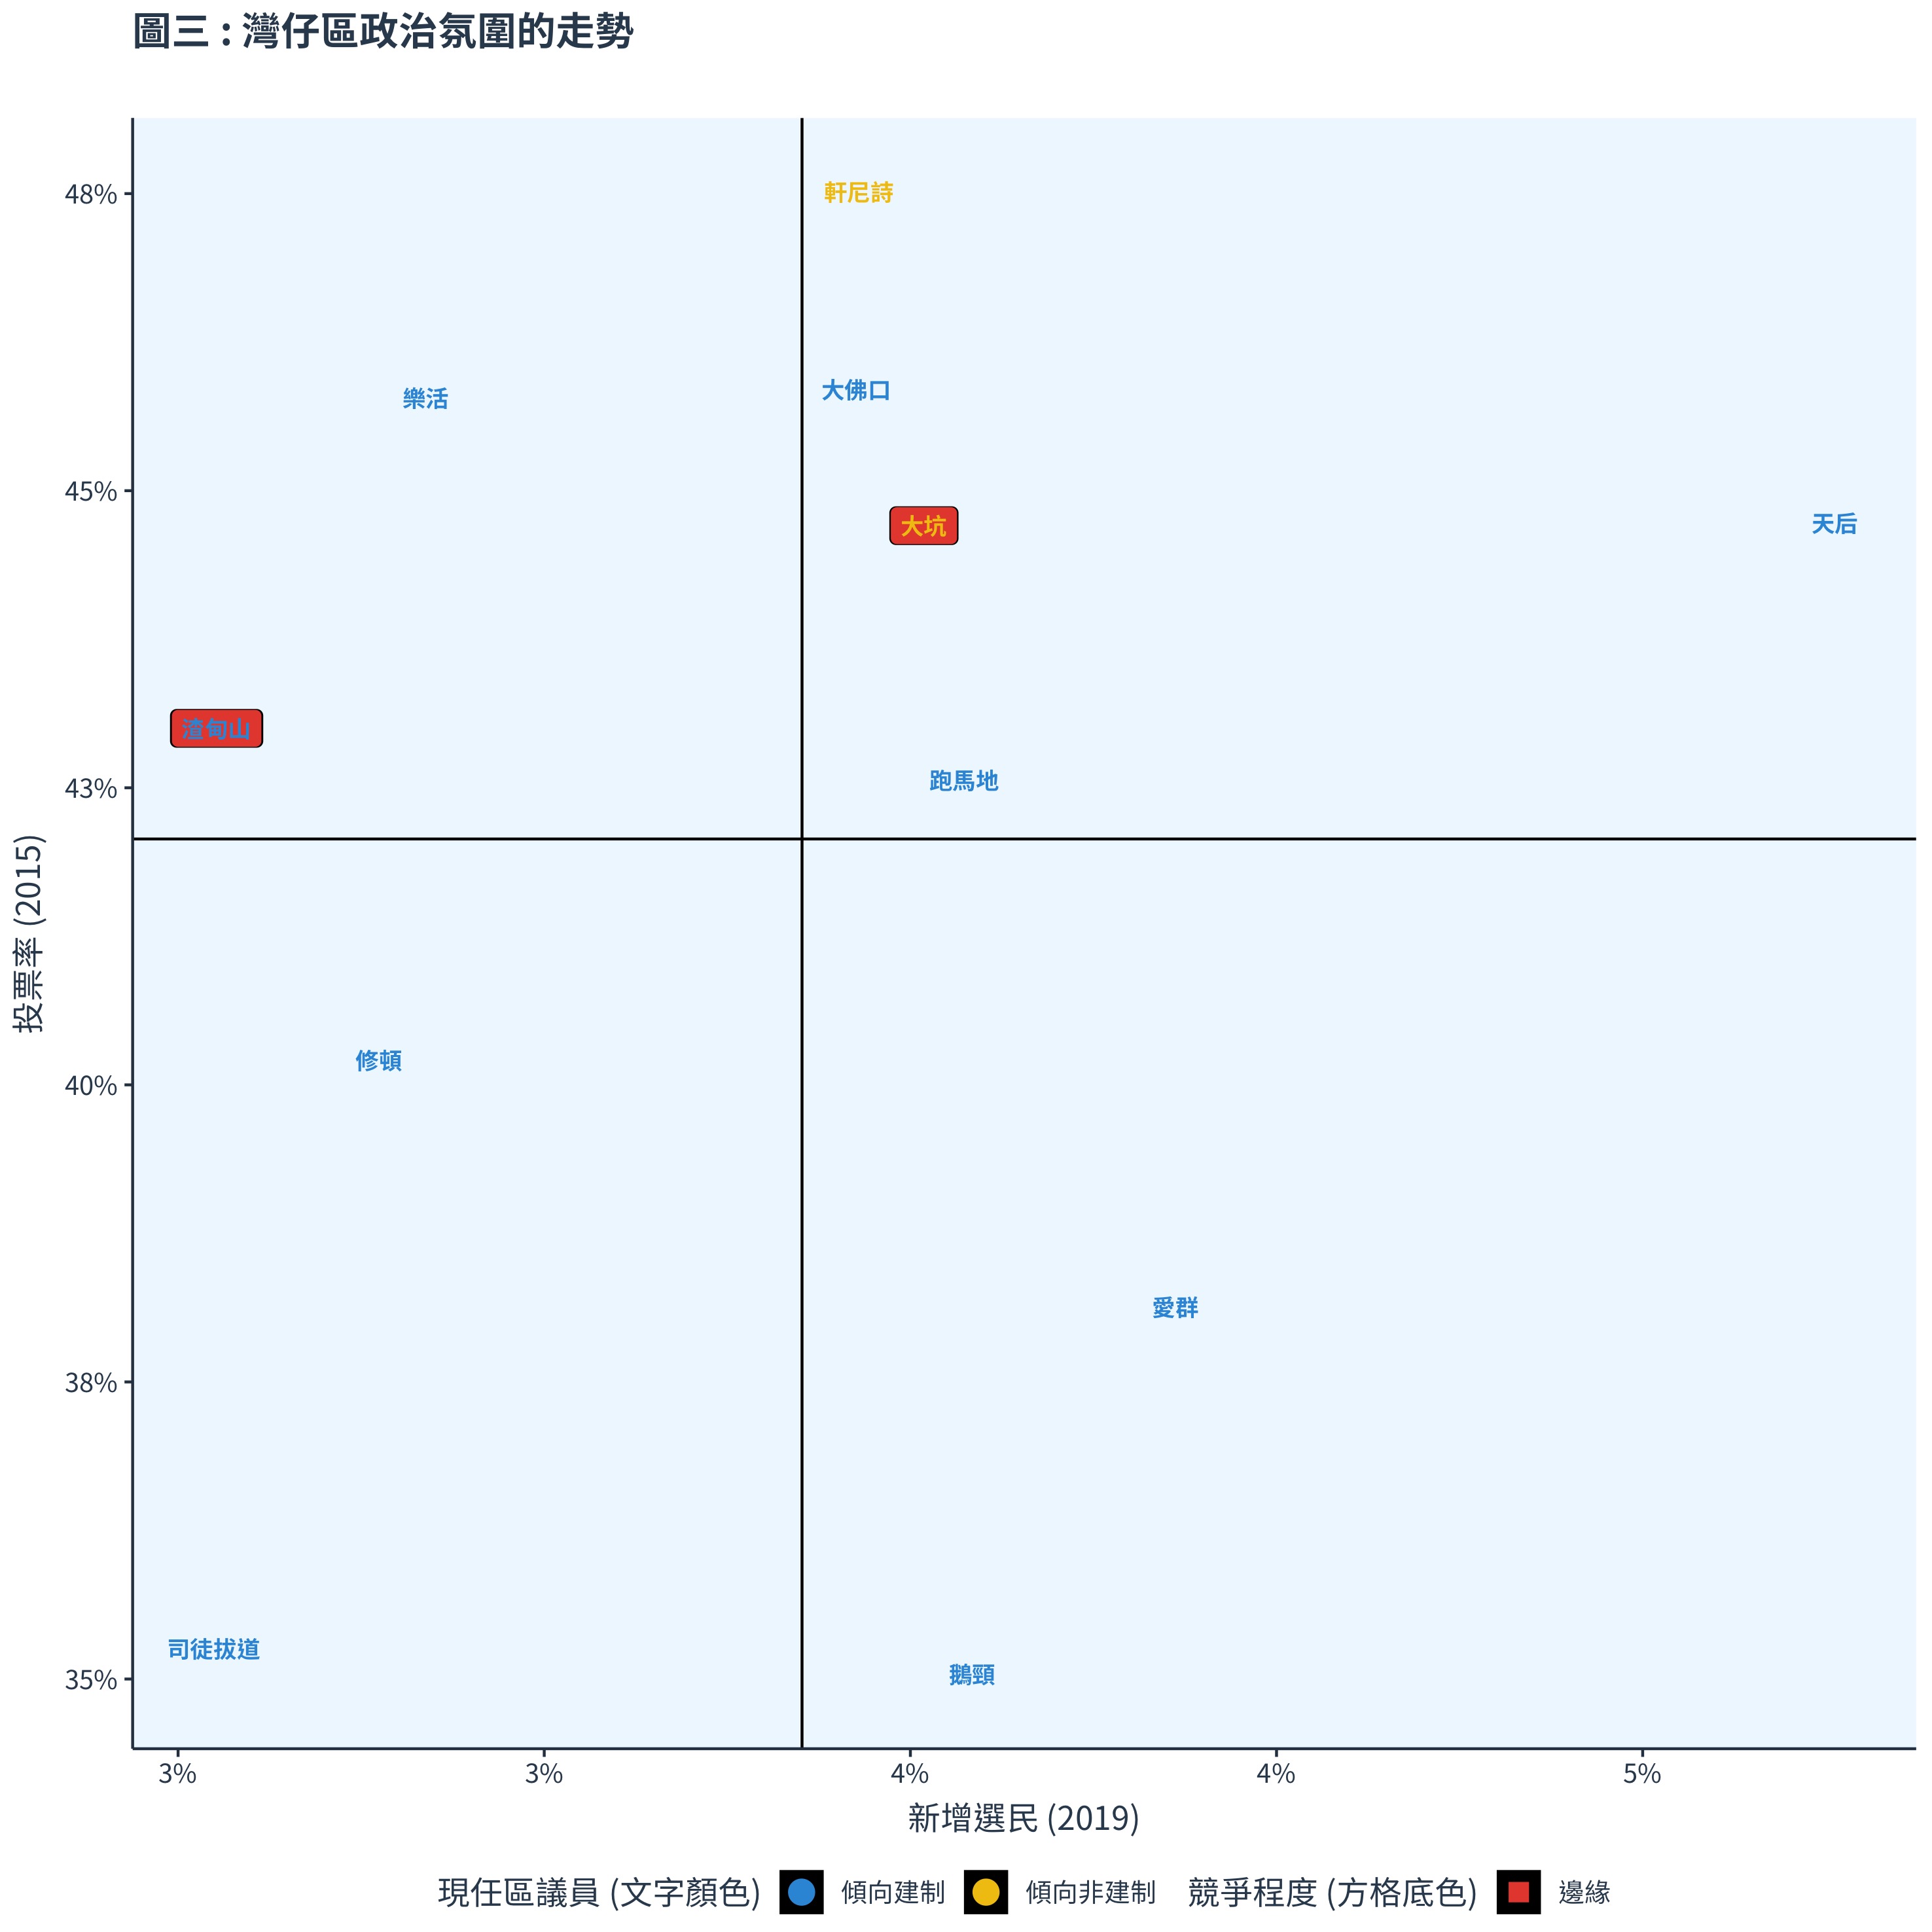 圖三 : 灣仔區政治氛圍的走勢
48%
軒尼詩
大佛口
樂活
45%
大坑
天后
渣甸山
43%
跑馬地
投票率 (2015)
修頓
40%
愛群
38%
司徒拔道
鵝頸
35%
3% 3% 4% 4% 5%
新增選民 (2019)
現任區議員 (文字顏色) 傾向建制 傾向非建制 競爭程度 (方格底色) 邊緣